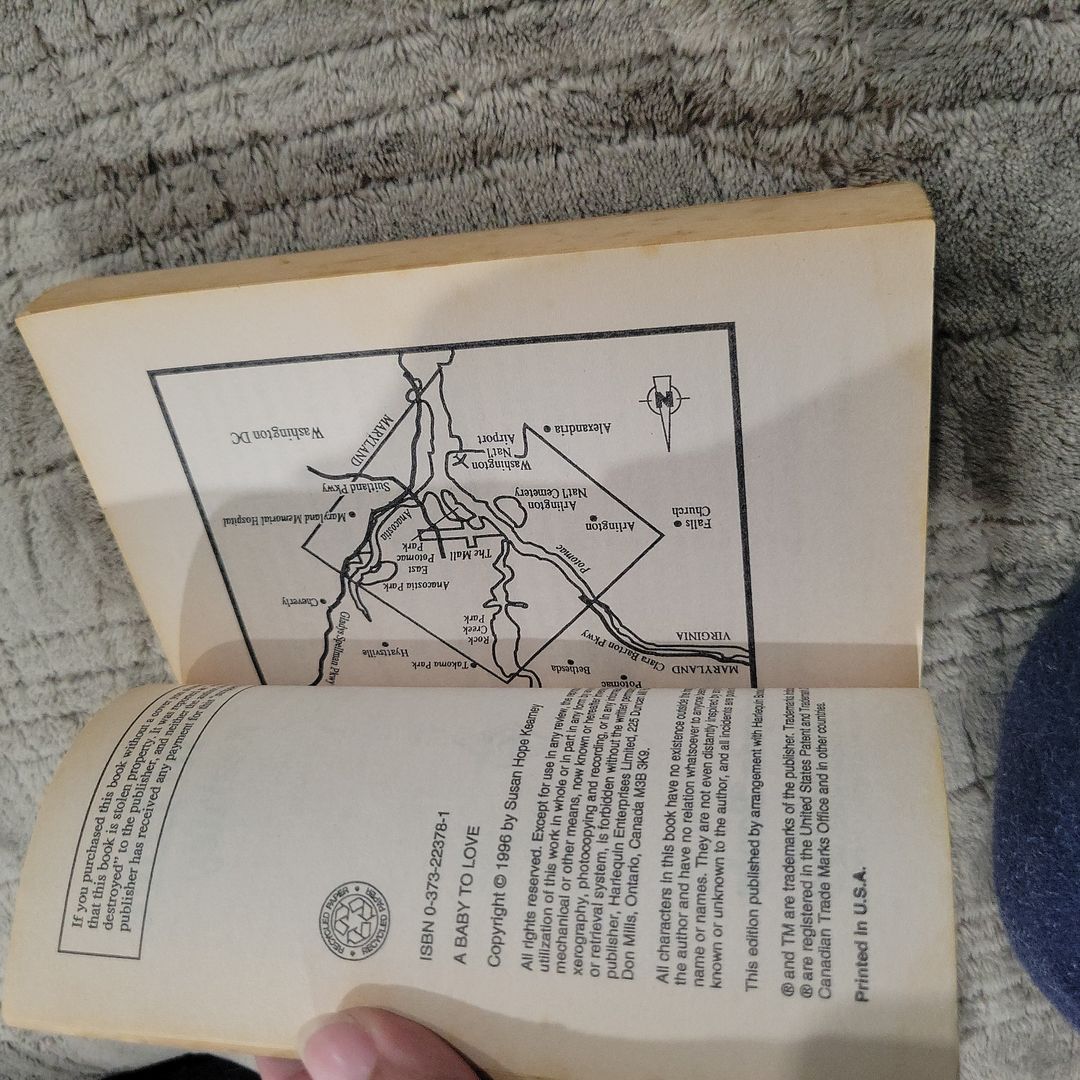 If you purchased this book without a cover you
that this book is stolen property. It was
destroyed" to the publisher, and neither the
publisher has received any payment for this
RECYCLED PAPER
RECYCLED PAPER
ISBN 0-373-22378-1
A BABY TO LOVE
Copyright © 1996 by Susan Hope Kearney
All rights reserved. Except for use in any review, the
utilization of this work in whole or in part in any form by
mechanical or other means, now known or hereafter
xerography, photocopying and recording, or in any
or retrieval system, is forbidden without the written
publisher, Harlequin Enterprises Limited, 225 Duncan
Don Mills, Ontario, Canada M3B 3K9.
All characters in this book have no existence outside
the author and have no relation whatsoever to anyone
name or names. They are not even distantly inspired by
known or unknown to the author, and all incidents are
This edition published by arrangement with Harlequin
® and TM are trademarks of the publisher. Trademarks
® are registered in the United States Patent and
Canadian Trade Marks Office and in other countries.
Printed in U.S.A.
Potomac
MARYLAND
VIRGINIA
Clara Barton Pkwy
Bethesda
Takoma Park
Hyattsville
Gladys Spellman Pkwy
Rock
Creek
Park
Cheverly
Anacostia Park
Potomac
The Mall
East
Potomac
Park
Falls
Church
Arlington
Arlington
Nat'l Cemetery
Anacostia
Maryland Memorial Hospital
Suitland Pkwy
Washington
Nat'l
Airport
Alexandria
MARYLAND
Washington DC
N